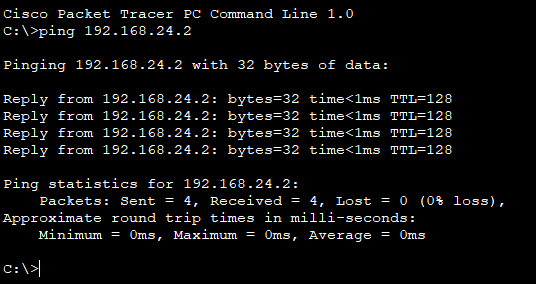 Cisco Packet Tracer PC Command Line 1.0
C:\>ping 192.168.24.2
Pinging 192.168.24.2 with 32 bytes of data:
Reply from 192.168.24.2: bytes=32 time<1ms TTL=128
Reply from 192.168.24.2: bytes=32 time<1ms TTL=128
Reply from 192.168.24.2: bytes=32 time<1ms TTL=128
Reply from 192.168.24.2: bytes=32 time<1ms TTL=128
Ping statistics for 192.168.24.2:
    Packets: Sent = 4, Received = 4, Lost = 0 (0% loss),
Approximate round trip times in milli-seconds:
    Minimum = 0ms, Maximum = 0ms, Average = 0ms
C:\>